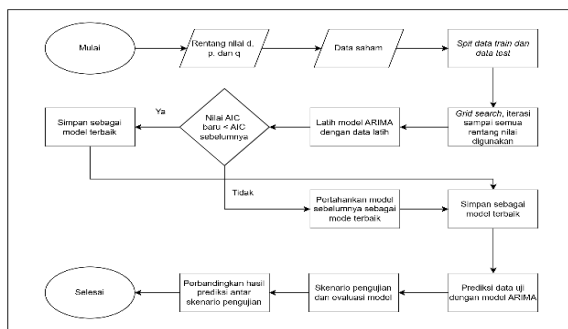 Mulai
Rentang nilai d,
p, dan q
Data saham
Split data train dan
data test
Simpan sebagai
model terbaik
Ya
Nilai AIC
baru < AIC
sebelumnya
Latih model ARIMA
dengan data latih
Grid search, iterasi
sampai semua
rentang nilai
digunakan
Tidak
Pertahankan model
sebelumnya sebagai
mode terbaik
Simpan sebagai
model terbaik
Selesai
Perbandingkan hasil
prediksi antar
skenario pengujian
Skenario pengujian
dan evaluasi model
Prediksi data uji
dengan model ARIMA